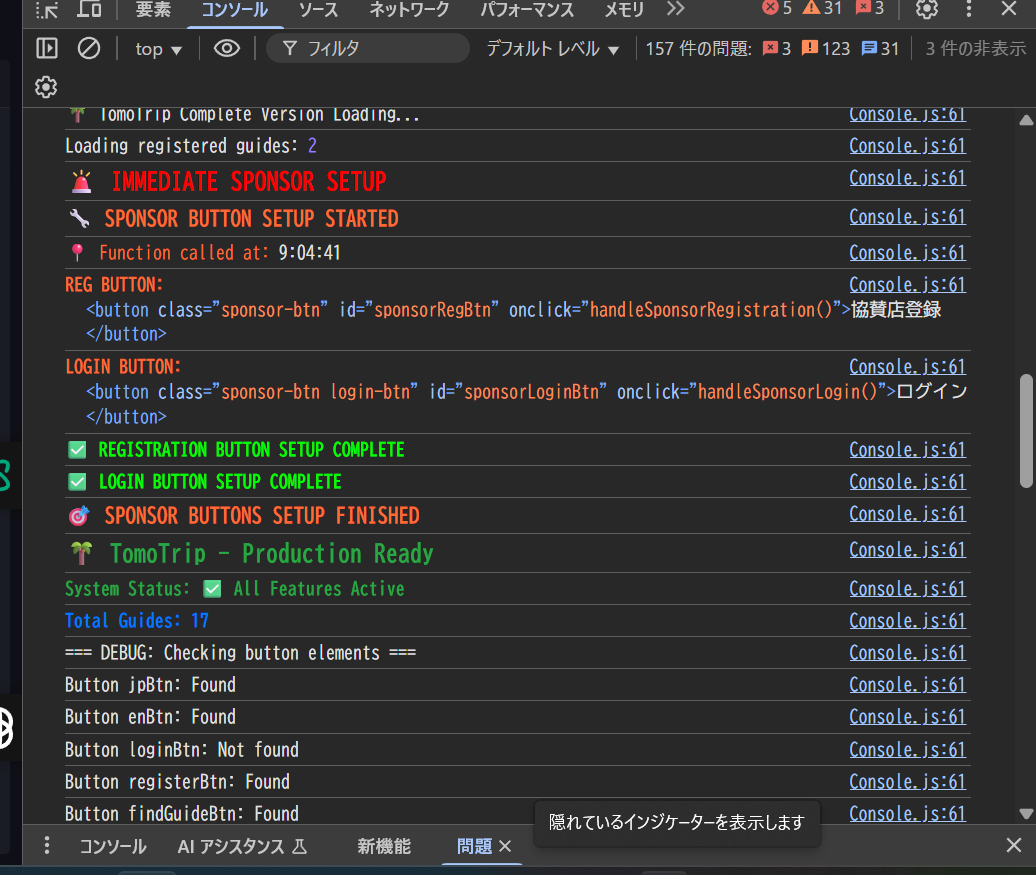 要素 コンソール ソース ネットワーク パフォーマンス メモリ 5 31 3
top フィルタ デフォルト レベル 157 件の問題: 3 123 31 3 件の非表示
TomoTrip Complete Version Loading... Console.js:61
Loading registered guides: 2 Console.js:61
🚨 IMMEDIATE SPONSOR SETUP Console.js:61
🔧 SPONSOR BUTTON SETUP STARTED Console.js:61
📍 Function called at: 9:04:41 Console.js:61
REG BUTTON: Console.js:61
<button class="sponsor-btn" id="sponsorRegBtn" onclick="handleSponsorRegistration()">協賛店登録
</button>
LOGIN BUTTON: Console.js:61
<button class="sponsor-btn login-btn" id="sponsorLoginBtn" onclick="handleSponsorLogin()">ログイン
</button>
✅ REGISTRATION BUTTON SETUP COMPLETE Console.js:61
✅ LOGIN BUTTON SETUP COMPLETE Console.js:61
🎯 SPONSOR BUTTONS SETUP FINISHED Console.js:61
🌴 TomoTrip - Production Ready Console.js:61
System Status: ✅ All Features Active Console.js:61
Total Guides: 17 Console.js:61
=== DEBUG: Checking button elements === Console.js:61
Button jpBtn: Found Console.js:61
Button enBtn: Found Console.js:61
Button loginBtn: Not found Console.js:61
Button registerBtn: Found Console.js:61
Button findGuideBtn: Found Console.js:61
隠れているインジケーターを表示します
コンソール AI アシスタンス 新機能 問題